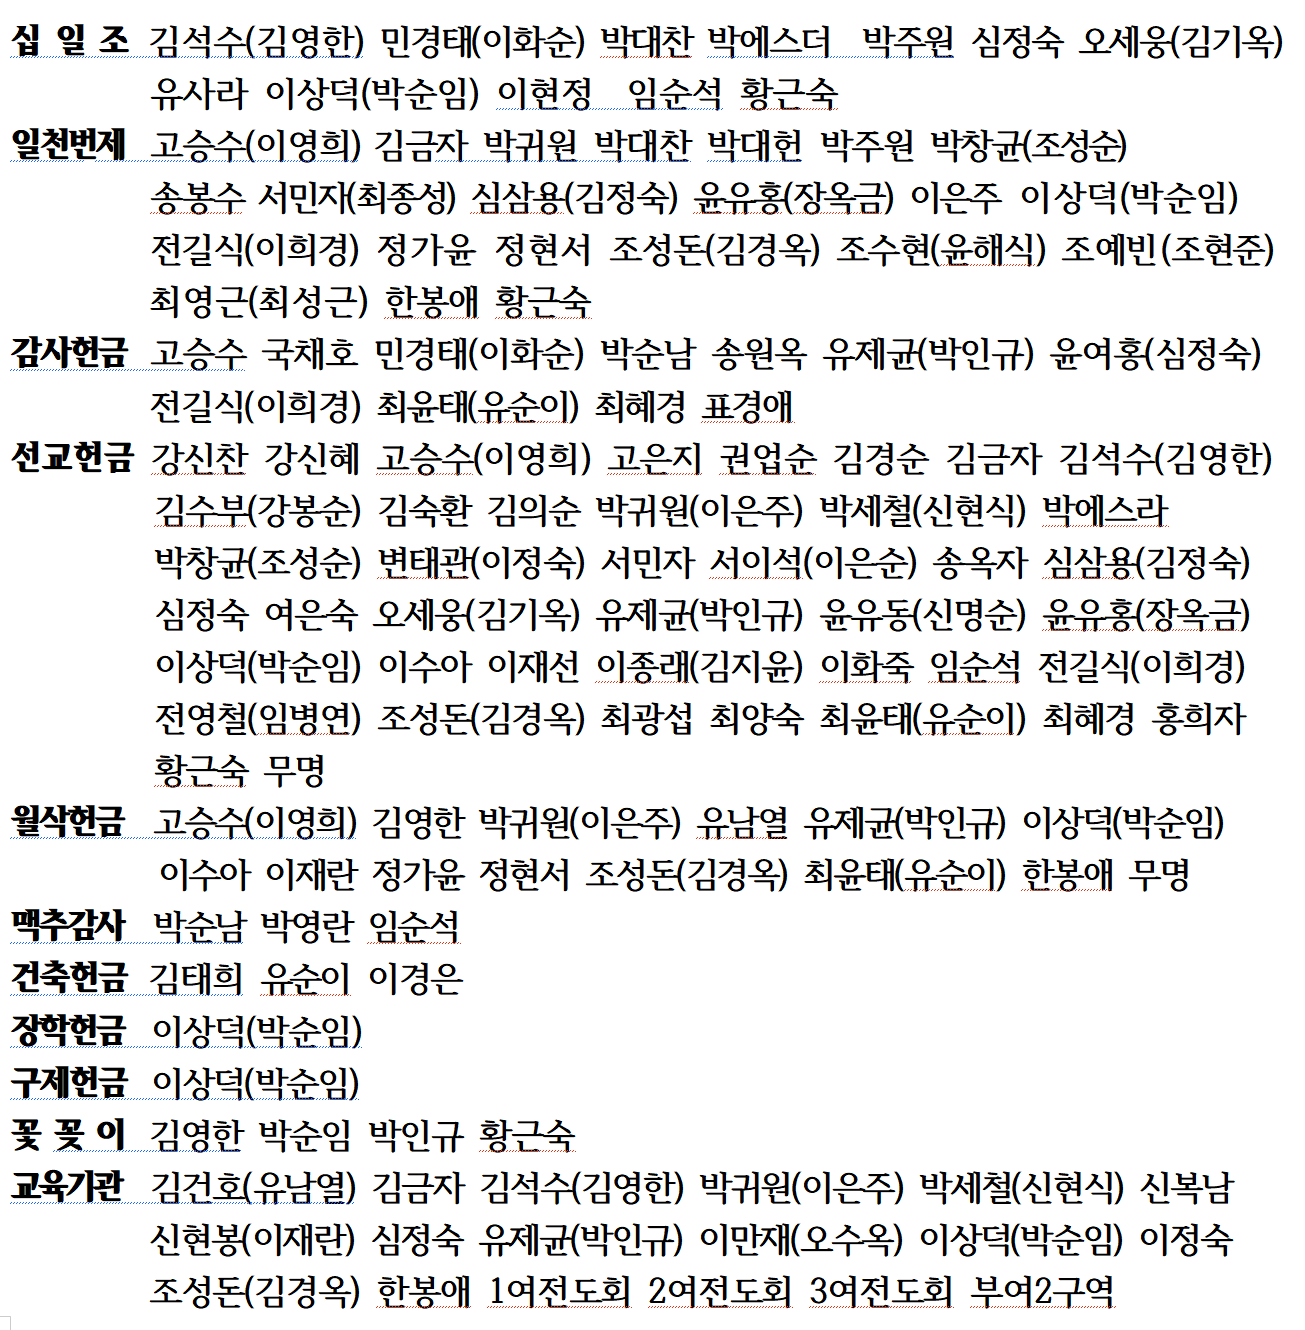 십 일 조 김석수(김영한) 민경태(이화순) 박대찬 박에스더 박주원 심정숙 오세웅(김기옥)
유사라 이상덕(박순임) 이현정 임순석 황근숙
일천번제 고승수(이영희) 김금자 박귀원 박대찬 박대헌 박주원 박창균(조성순)
송봉수 서민자(최종성) 심삼용(김정숙) 윤유홍(장옥금) 이은주 이상덕(박순임)
전길식(이희경) 정가윤 정현서 조성돈(김경옥) 조수현(윤해식) 조예빈(조현준)
최영근(최성근) 한봉애 황근숙
감사헌금 고승수 국채호 민경태(이화순) 박순남 송원옥 유제균(박인규) 윤여홍(심정숙)
전길식(이희경) 최윤태(유순이) 최혜경 표경애
선교헌금 강신찬 강신혜 고승수(이영희) 고은지 권업순 김경순 김금자 김석수(김영한)
김수부(강봉순) 김숙환 김의순 박귀원(이은주) 박세철(신현식) 박에스라
박창균(조성순) 변태관(이정숙) 서민자 서이석(이은순) 송옥자 심삼용(김정숙)
심정숙 여은숙 오세웅(김기옥) 유제균(박인규) 윤유동(신명순) 윤유홍(장옥금)
이상덕(박순임) 이수아 이재선 이종래(김지윤) 이화죽 임순석 전길식(이희경)
전영철(임병연) 조성돈(김경옥) 최광섭 최양숙 최윤태(유순이) 최혜경 홍희자
황근숙 무명
월삭헌금 고승수(이영희) 김영한 박귀원(이은주) 유남열 유제균(박인규) 이상덕(박순임)
이수아 이재란 정가윤 정현서 조성돈(김경옥) 최윤태(유순이) 한봉애 무명
맥추감사 박순남 박영란 임순석
건축헌금 김태희 유순이 이경은
장학헌금 이상덕(박순임)
구제헌금 이상덕(박순임)
꽃 꽂 이 김영한 박순임 박인규 황근숙
교육기관 김건호(유남열) 김금자 김석수(김영한) 박귀원(이은주) 박세철(신현식) 신복남
신현봉(이재란) 심정숙 유제균(박인규) 이만재(오수옥) 이상덕(박순임) 이정숙
조성돈(김경옥) 한봉애 1여전도회 2여전도회 3여전도회 부여2구역